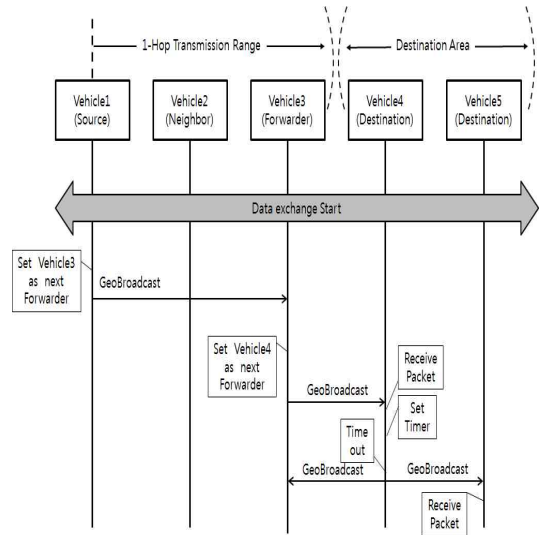 1-Hop Transmission Range
Destination Area
Vehicle1
(Source)
Vehicle2
(Neighbor)
Vehicle3
(Forwarder)
Vehicle4
(Destination)
Vehicle5
(Destination)
Data exchange Start
Set Vehicle3
as next
Forwarder
GeoBroadcast
Set Vehicle4
as next
Forwarder
GeoBroadcast
Receive
Packet
Set
Timer
Time
out
GeoBroadcast
GeoBroadcast
Receive
Packet